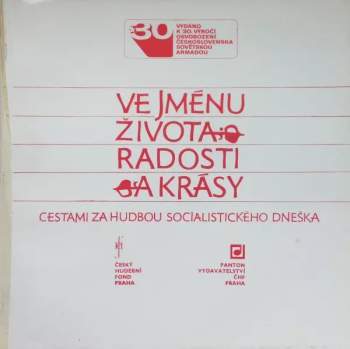 30
VYDÁNO
K 30. VÝROČÍ
OSVOBOZENÍ
ČESKOSLOVENSKA
SOVĚTSKOU
ARMÁDOU
VE JMÉNU
ŽIVOTA
RADOSTI
A KRÁSY
CESTAMI ZA HUDBOU SOCIALISTICKÉHO DNEŠKA
ČESKÝ
HUDEBNÍ
FOND
PRAHA
PANTON
VYDAVATELSTVÍ
ČHF
PRAHA